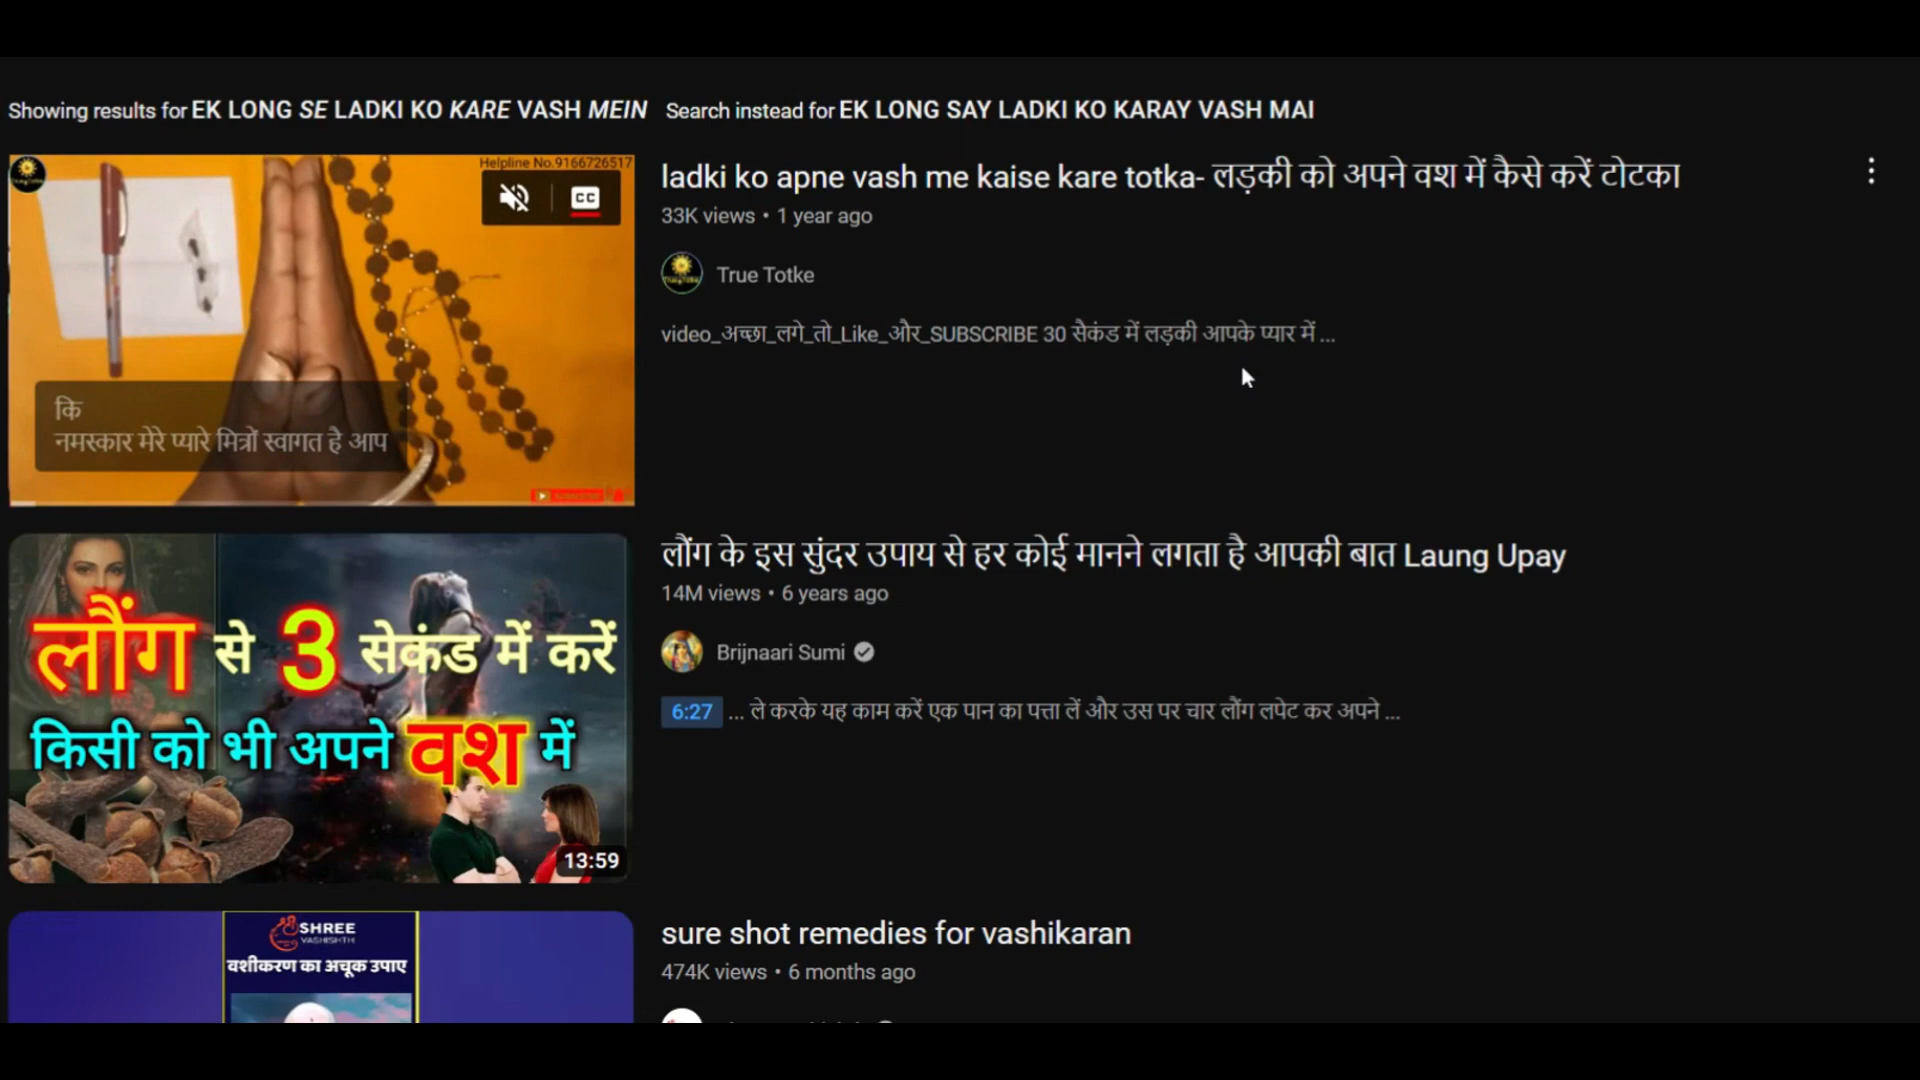 Showing results for EK LONG SE LADKI KO KARE VASH MEIN Search instead for EK LONG SAY LADKI KO KARAY VASH MAI
Helpline No.9166726517
CC
कि
नमस्कार मेरे प्यारे मित्रों स्वागत है आप
ladki ko apne vash me kaise kare totka- लड़की को अपने वश में कैसे करें टोटका
33K views • 1 year ago
True Totke
video_अच्छा_लगे_तो_Like_और_SUBSCRIBE 30 सैकंड में लड़की आपके प्यार में ...
लौंग से 3 सेकंड में करें
किसी को भी अपने वश में
13:59
लौंग के इस सुंदर उपाय से हर कोई मानने लगता है आपकी बात Laung Upay
14M views • 6 years ago
Brijnaari Sumi
6:27 ... ले करके यह काम करें एक पान का पत्ता लें और उस पर चार लौंग लपेट कर अपने ...
SHREE
VASHISHTH
वशीकरण का अचूक उपाए
sure shot remedies for vashikaran
474K views • 6 months ago